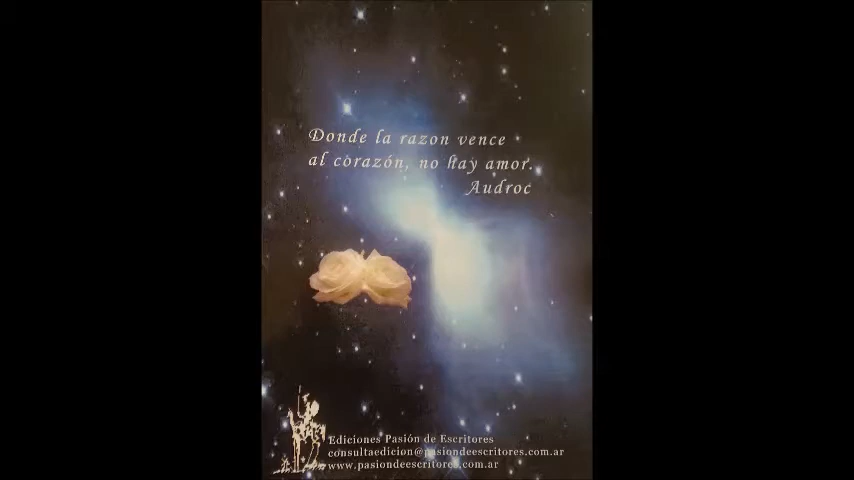 Donde la razon vence
al corazón, no hay amor.
Audroc
Ediciones Pasión de Escritores
consultaedicion@pasiondeescritores.com.ar
www.pasiondeescritores.com.ar